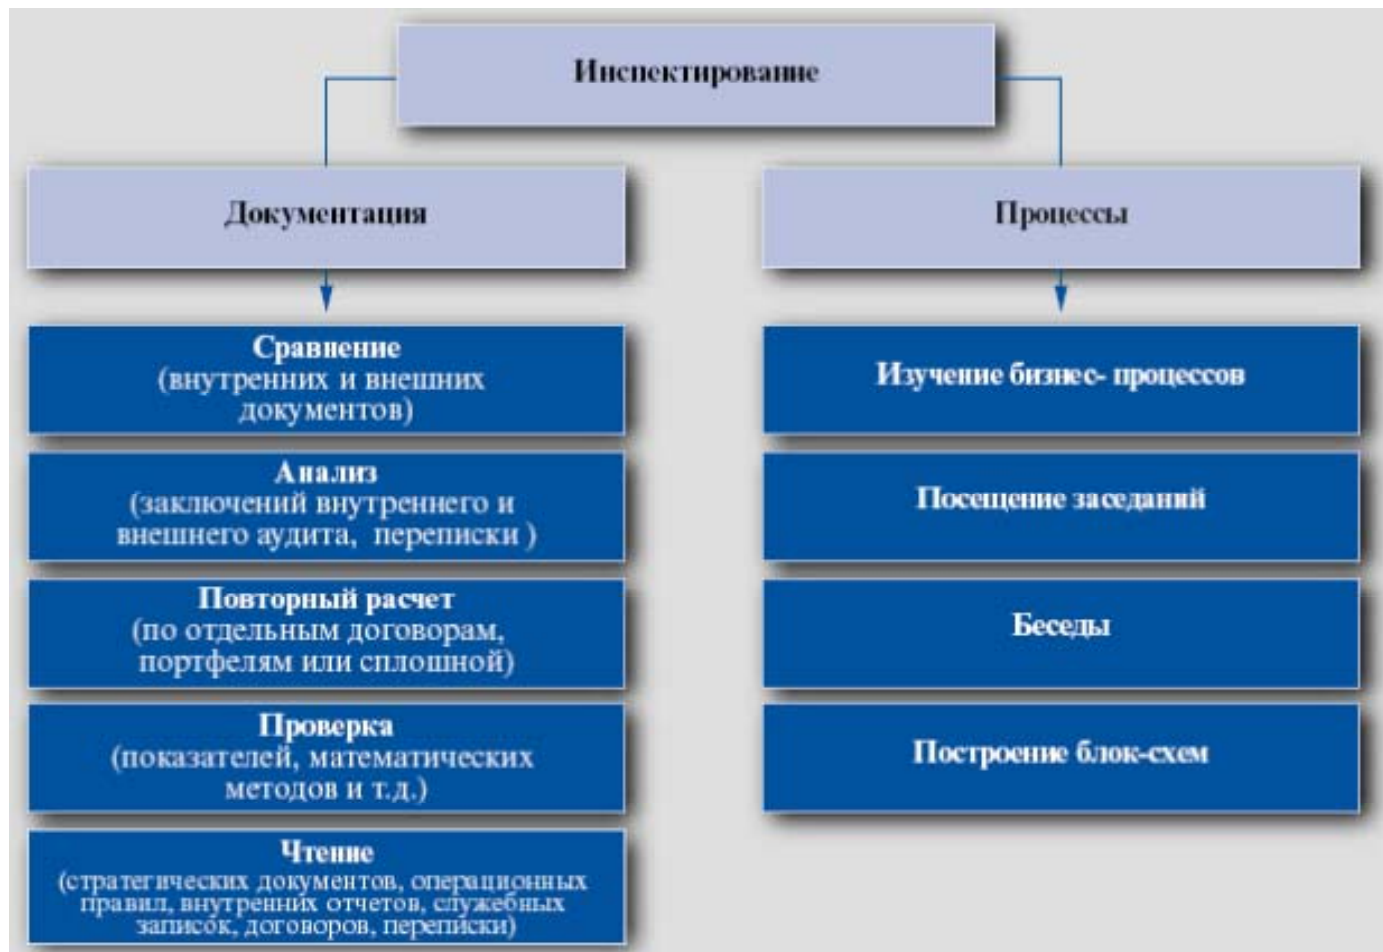 Инспектирование
Документация
Сравнение
(внутренних и внешних
документов)
Анализ
(заключений внутреннего и
внешнего аудита, переписки )
Повторный расчет
(по отдельным договорам,
портфелям или сплошной)
Проверка
(показателей, математических
методов и т.д.)
Чтение
(стратегических документов, операционных
правил, внутренних отчетов, служебных
записок, договоров, переписки)
Процессы
Изучение бизнес- процессов
Посещение заседаний
Беседы
Построение блок-схем